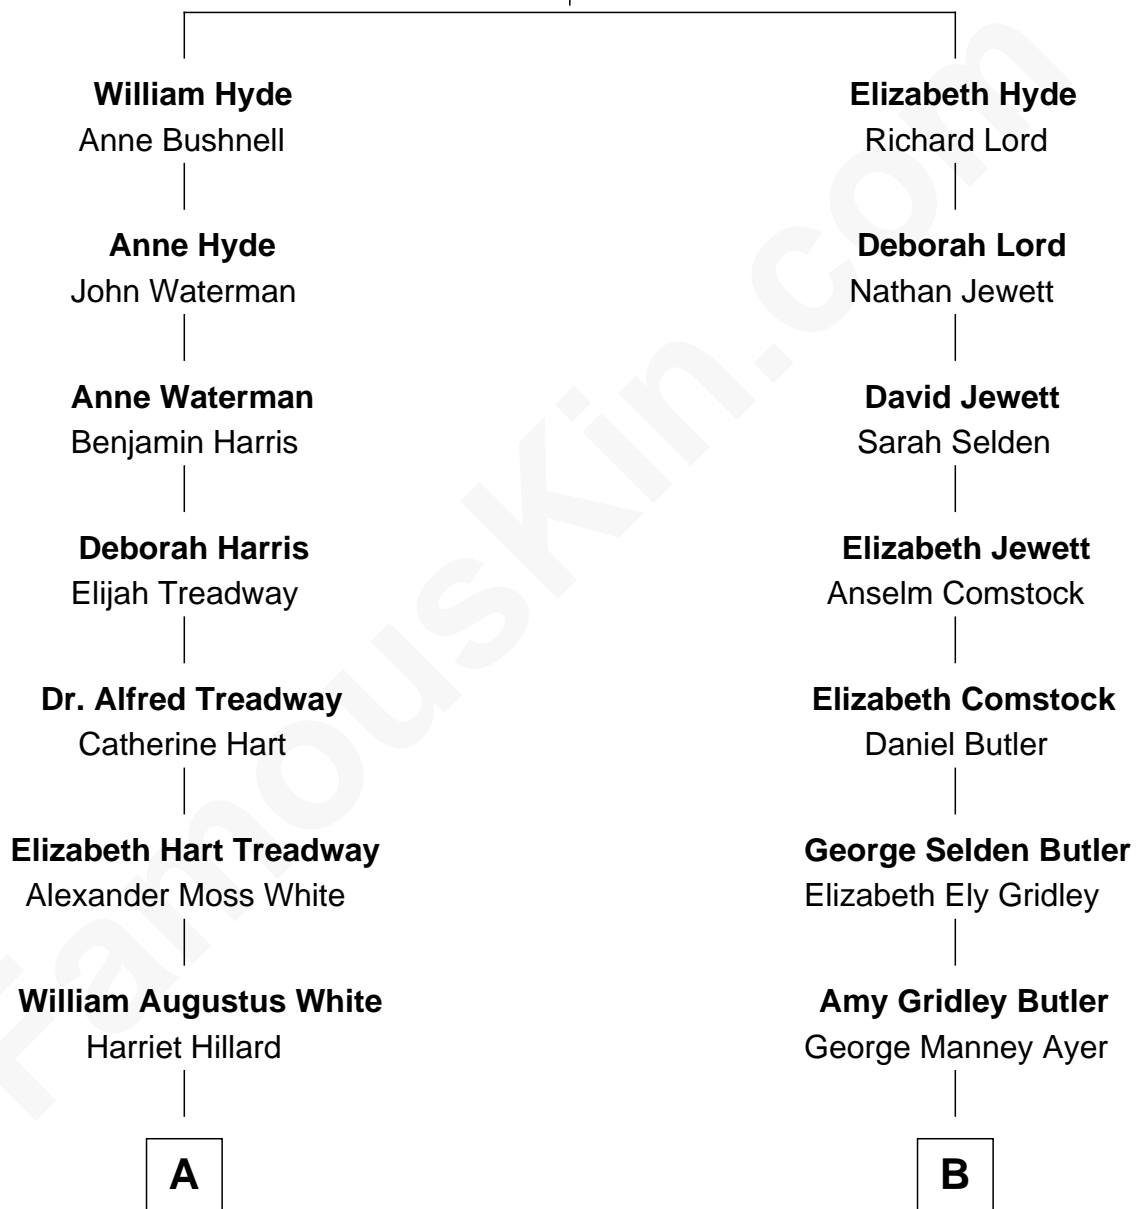 William Hyde
Anne Bushnell
Anne Hyde
John Waterman
Anne Waterman
Benjamin Harris
Deborah Harris
Elijah Treadway
Dr. Alfred Treadway
Catherine Hart
Elizabeth Hart Treadway
Alexander Moss White
William Augustus White
Harriet Hillard
A
Elizabeth Hyde
Richard Lord
Deborah Lord
Nathan Jewett
David Jewett
Sarah Selden
Elizabeth Jewett
Anselm Comstock
Elizabeth Comstock
Daniel Butler
George Selden Butler
Elizabeth Ely Gridley
Amy Gridley Butler
George Manney Ayer
B
FamousKin.com